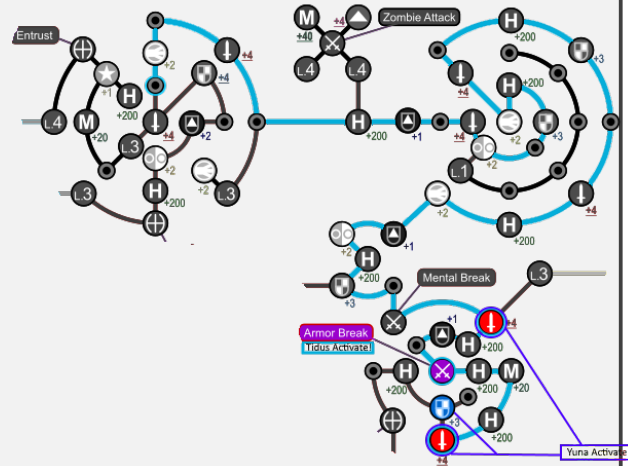 M
+4
Zombie Attack
+40
H
+200
Entrust
+4
+3
+2
+4
L.4
L.4
+4
H
+200
+1
H
+200
L.4
M
+20
+4
+2
H
+200
+1
+4
+2
+3
L.3
+2
+2
L.1
L.3
H
+200
L.3
+2
+4
H
+200
+2
+1
H
+200
+3
Mental Break
L.3
+4
Armor Break
Tidus Activate
+1
H
+200
H
+200
H
+200
M
+20
+3
H
+200
+4
Yuna Activate